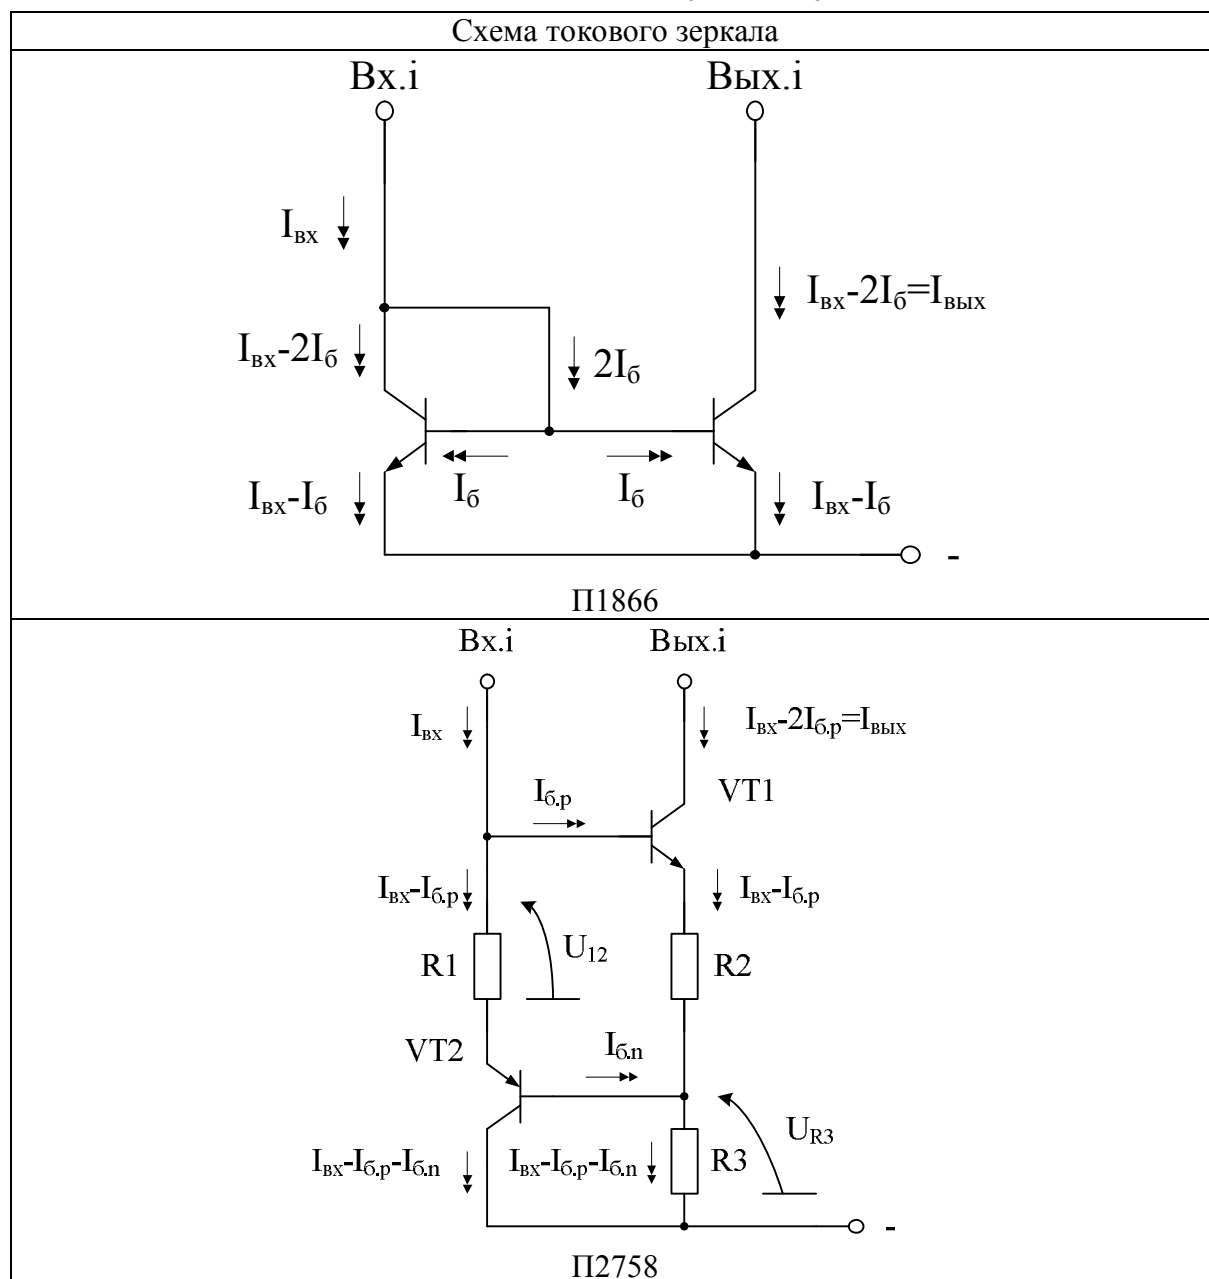 Схема токового зеркала
Вх.i Вых.i
Iвх
Iвх-2Iб=Iвых
Iвх-2Iб 2Iб
Iвх-Iб Iб Iб Iвх-Iб
-
П1866
Вх.i Вых.i
Iвх Iвх-2Iб.р=Iвых
Iб.р VT1
Iвх-Iб.р Iвх-Iб.р
R1 U12 R2
VT2 Iб.n
UR3
Iвх-Iб.р-Iб.n Iвх-Iб.р-Iб.n R3
-
П2758